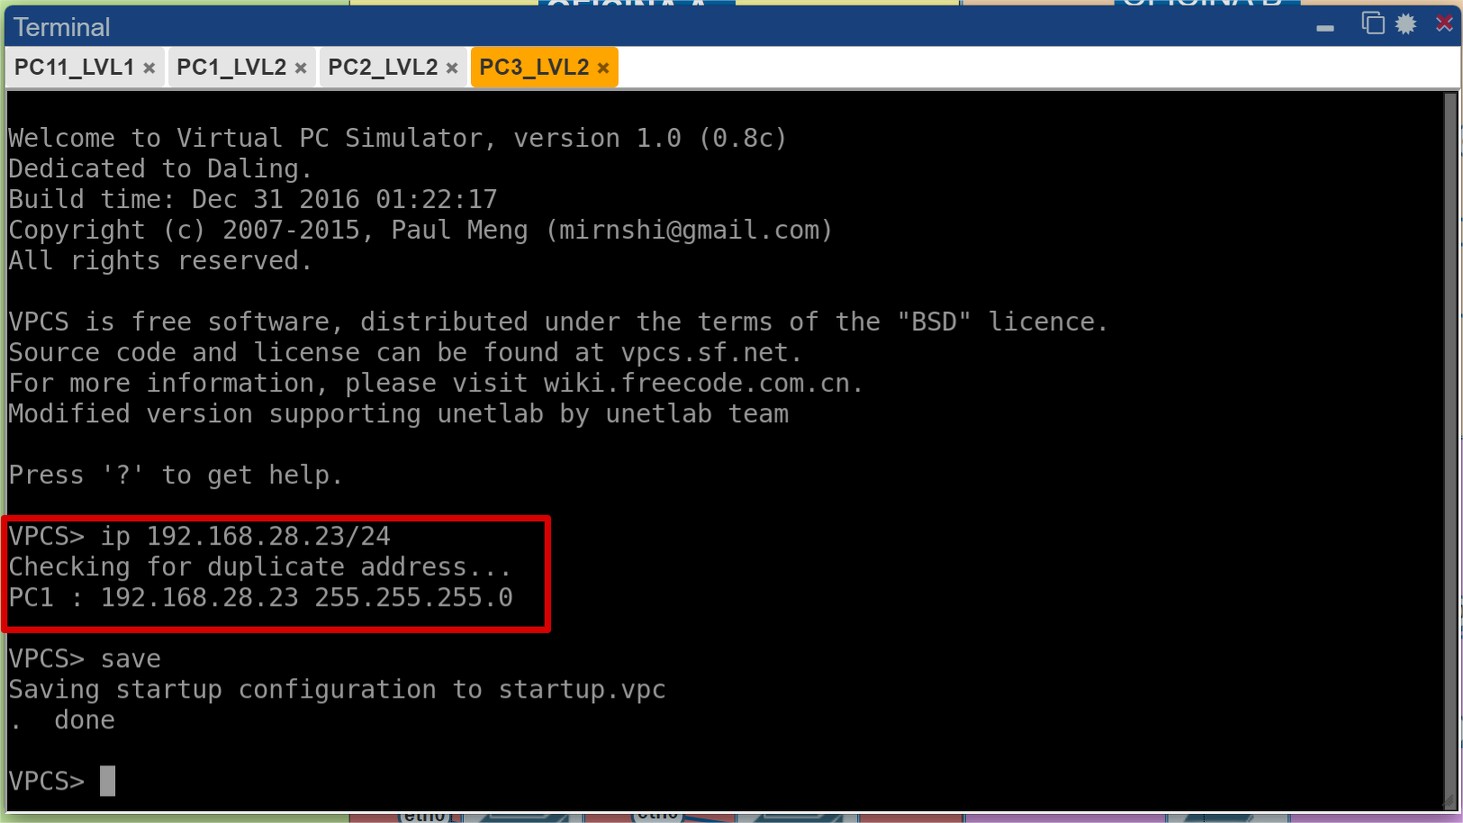 OFICINA A
OFICINA B
Terminal
PC11_LVL1 × PC1_LVL2 × PC2_LVL2 × PC3_LVL2 ×
Welcome to Virtual PC Simulator, version 1.0 (0.8c)
Dedicated to Daling.
Build time: Dec 31 2016 01:22:17
Copyright (c) 2007-2015, Paul Meng (mirnshi@gmail.com)
All rights reserved.
VPCS is free software, distributed under the terms of the "BSD" licence.
Source code and license can be found at vpcs.sf.net.
For more information, please visit wiki.freecode.com.cn.
Modified version supporting unetlab by unetlab team
Press '?' to get help.
VPCS> ip 192.168.28.23/24
Checking for duplicate address...
PC1 : 192.168.28.23 255.255.255.0
VPCS> save
Saving startup configuration to startup.vpc
.  done
VPCS>